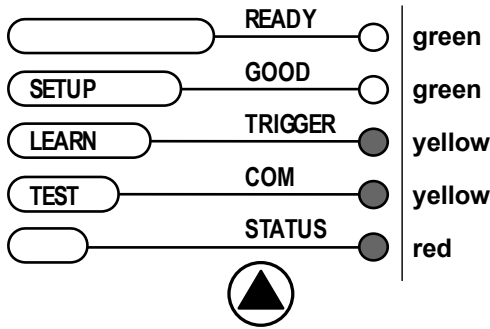 READY green
SETUP GOOD green
LEARN TRIGGER yellow
TEST COM yellow
STATUS red